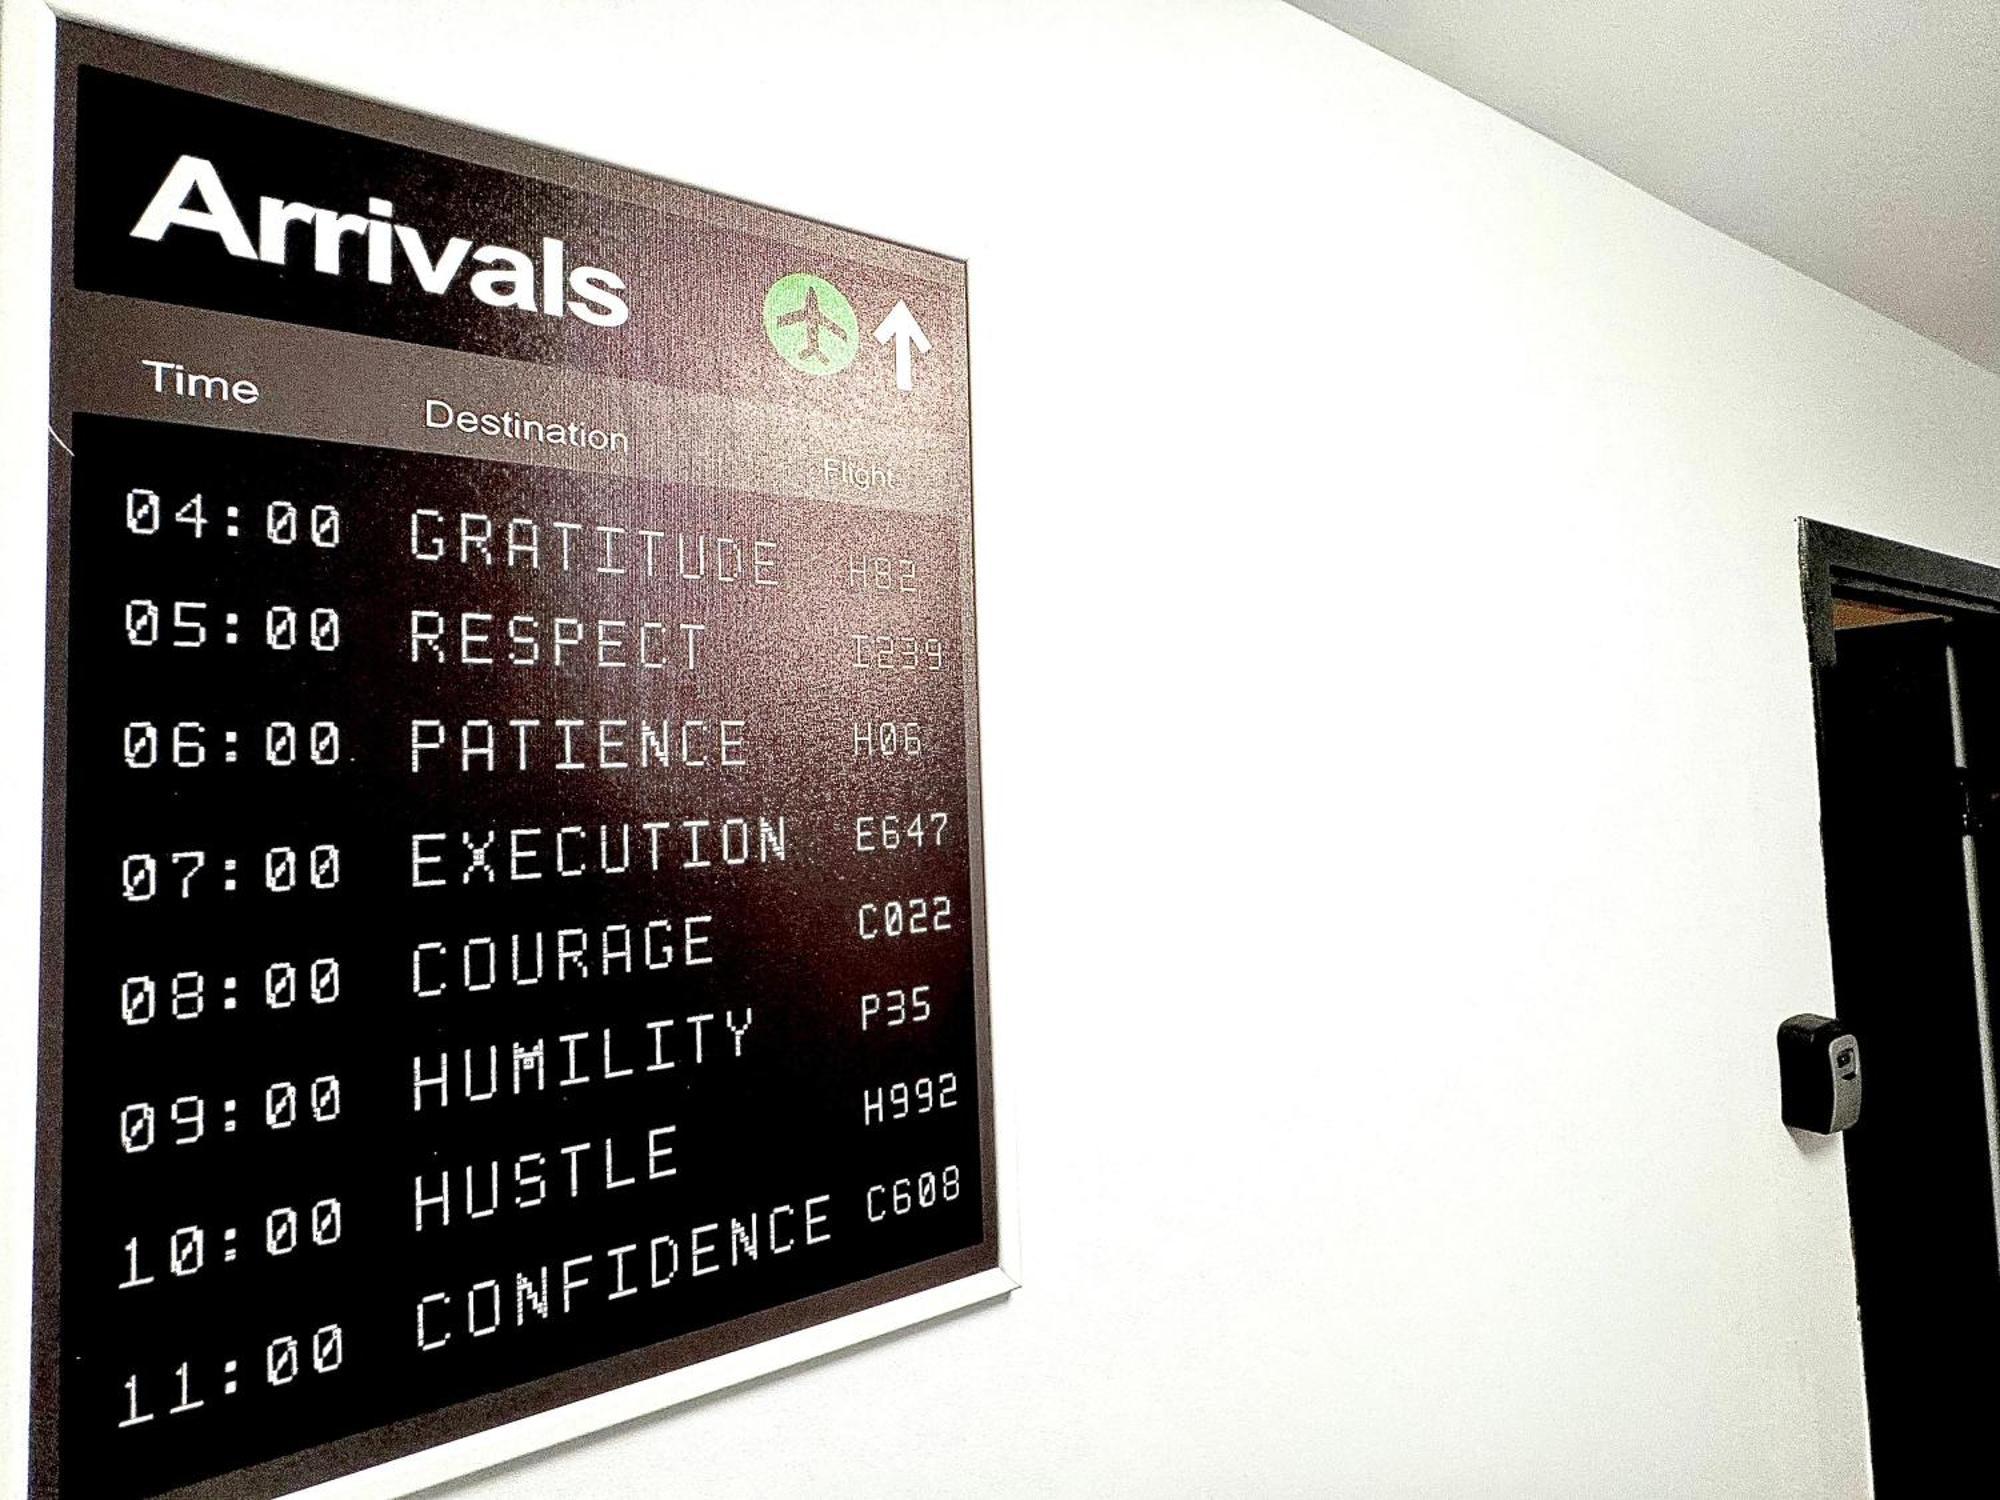 Arrivals
Time Destination Flight
04:00 GRATITUDE H82
05:00 RESPECT I239
06:00 PATIENCE H06
07:00 EXECUTION E647
08:00 COURAGE C022
09:00 HUMILITY P35
10:00 HUSTLE H992
11:00 CONFIDENCE C608